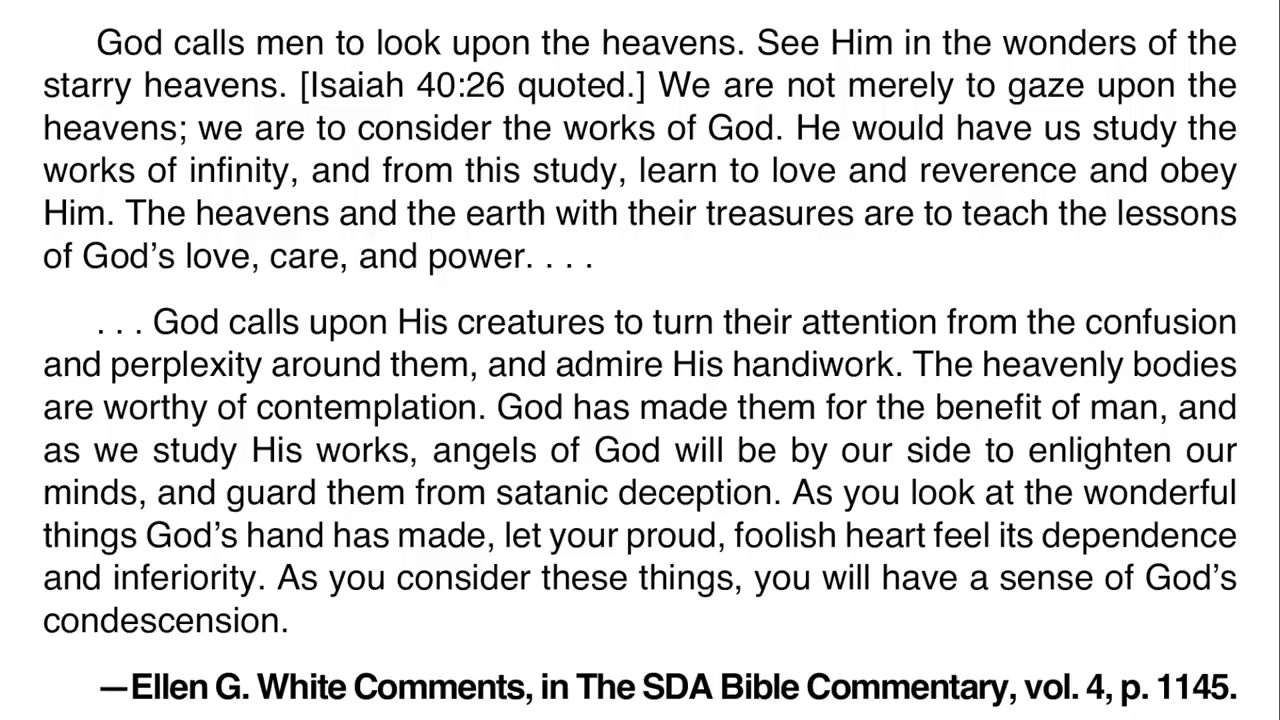 God calls men to look upon the heavens. See Him in the wonders of the
starry heavens. [Isaiah 40:26 quoted.] We are not merely to gaze upon the
heavens; we are to consider the works of God. He would have us study the
works of infinity, and from this study, learn to love and reverence and obey
Him. The heavens and the earth with their treasures are to teach the lessons
of God’s love, care, and power. . . .
. . . God calls upon His creatures to turn their attention from the confusion
and perplexity around them, and admire His handiwork. The heavenly bodies
are worthy of contemplation. God has made them for the benefit of man, and
as we study His works, angels of God will be by our side to enlighten our
minds, and guard them from satanic deception. As you look at the wonderful
things God’s hand has made, let your proud, foolish heart feel its dependence
and inferiority. As you consider these things, you will have a sense of God’s
condescension.
—Ellen G. White Comments, in The SDA Bible Commentary, vol. 4, p. 1145.